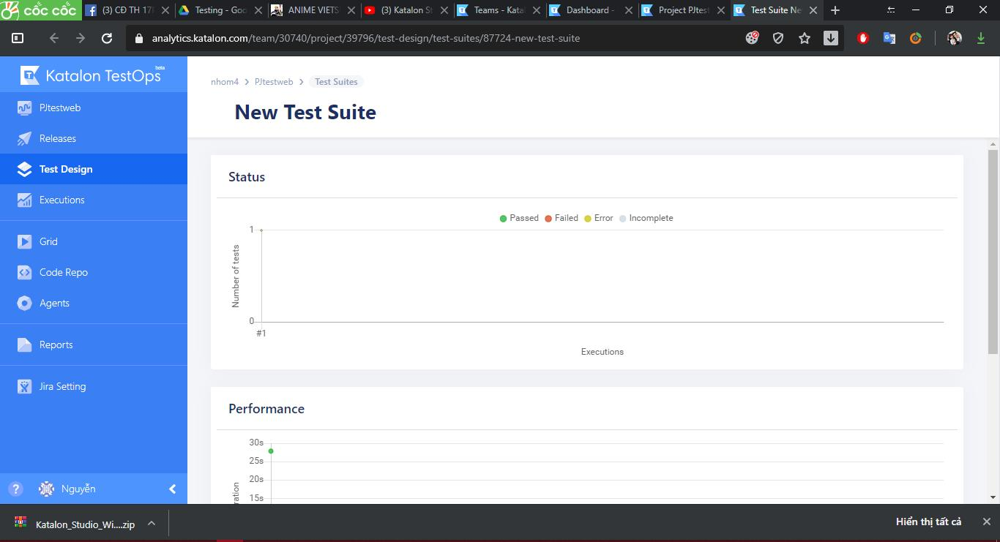 cốc cốc
(3) CĐ TH 17
Testing - Goo
ANIME VIETS
(3) Katalon St
Teams - Kata
Dashboard -
Project PJtest
Test Suite Ne
analytics.katalon.com/team/30740/project/39796/test-design/test-suites/87724-new-test-suite
Katalon TestOps beta
PJtestweb
Releases
Test Design
Executions
Grid
Code Repo
Agents
Reports
Jira Setting
? Nguyễn
nhom4 > PJtestweb > Test Suites
New Test Suite
Status
Passed Failed Error Incomplete
1
Number of tests
0
#1
Executions
Performance
30s
25s
20s
15s
ration
Katalon_Studio_Wi....zip
Hiển thị tất cả